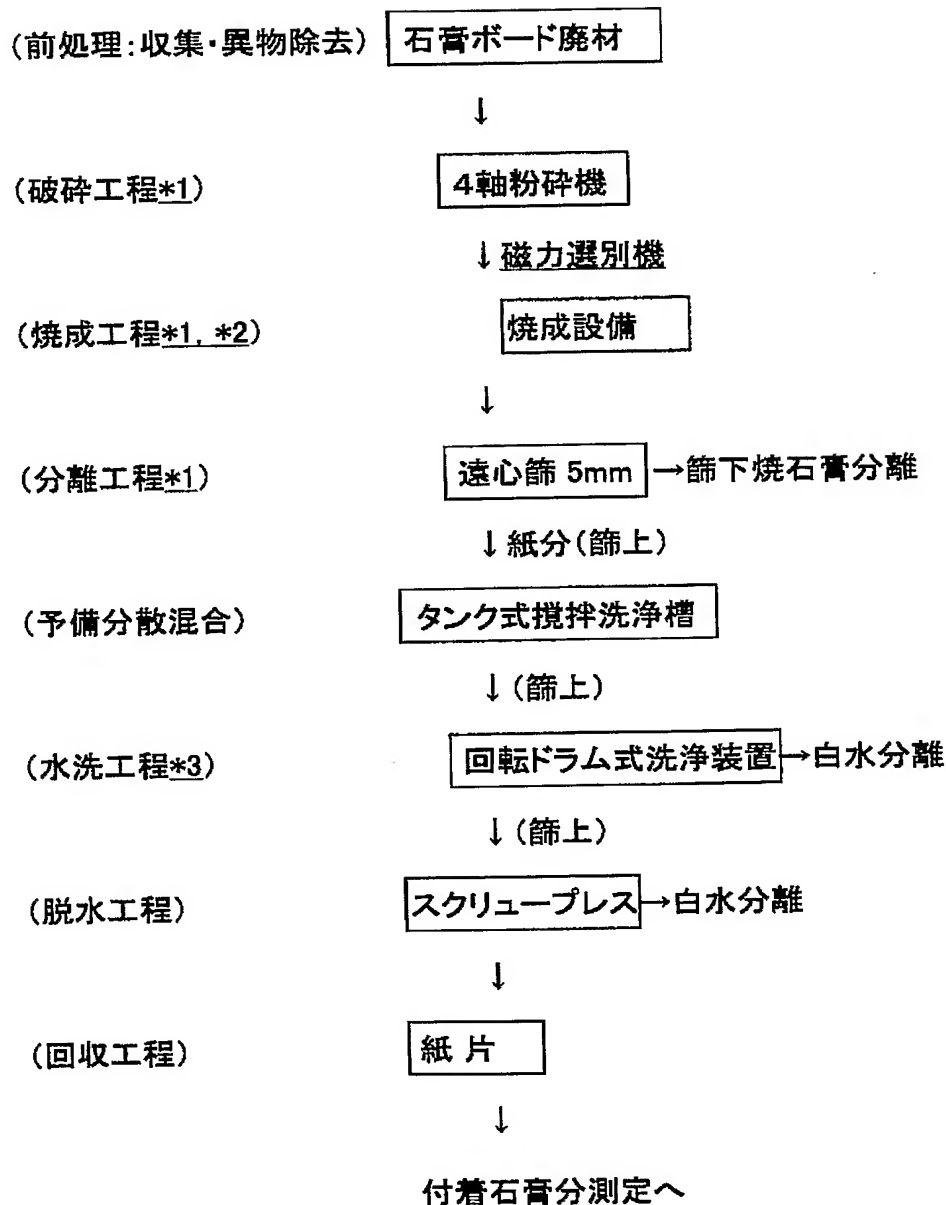 (前処理:収集・異物除去) 石膏ボード廃材
↓
(破砕工程*1) 4軸粉砕機
↓磁力選別機
(焼成工程*1, *2) 焼成設備
↓
(分離工程*1) 遠心篩 5mm→篩下焼石膏分離
↓紙分(篩上)
(予備分散混合) タンク式撹拌洗浄槽
↓(篩上)
(水洗工程*3) 回転ドラム式洗浄装置→白水分離
↓(篩上)
(脱水工程) スクリュープレス→白水分離
↓
(回収工程) 紙 片
↓
付着石膏分測定へ